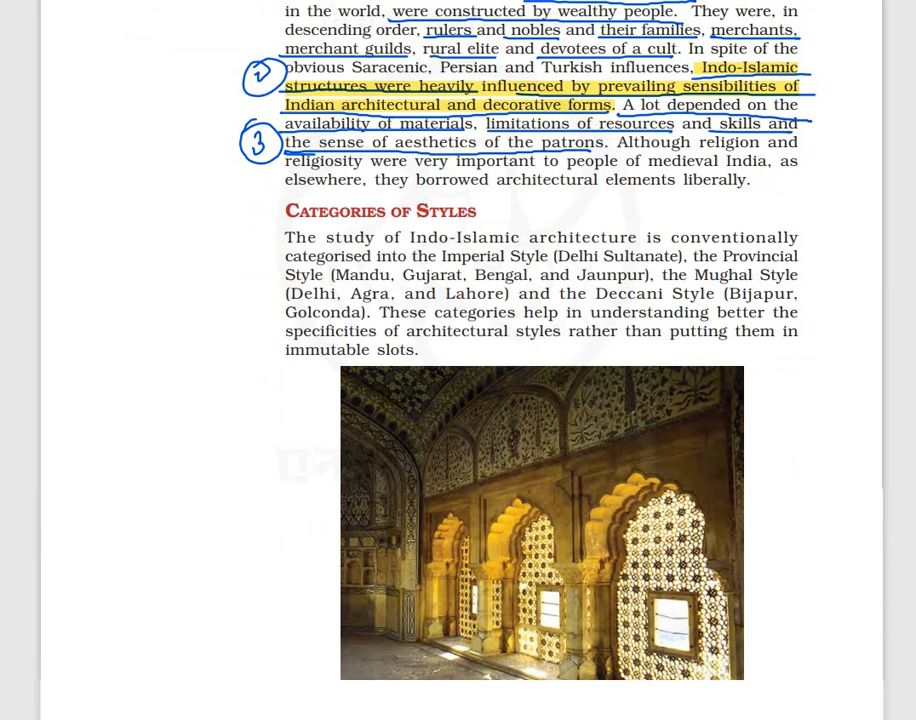 in the world, were constructed by wealthy people. They were, in
descending order, rulers and nobles and their families, merchants,
merchant guilds, rural elite and devotees of a cult. In spite of the
obvious Saracenic, Persian and Turkish influences, Indo-Islamic
2
structures were heavily influenced by prevailing sensibilities of
Indian architectural and decorative forms. A lot depended on the
availability of materials, limitations of resources and skills and
3
the sense of aesthetics of the patrons. Although religion and
religiosity were very important to people of medieval India, as
elsewhere, they borrowed architectural elements liberally.
CATEGORIES OF STYLES
The study of Indo-Islamic architecture is conventionally
categorised into the Imperial Style (Delhi Sultanate), the Provincial
Style (Mandu, Gujarat, Bengal, and Jaunpur), the Mughal Style
(Delhi, Agra, and Lahore) and the Deccani Style (Bijapur,
Golconda). These categories help in understanding better the
specificities of architectural styles rather than putting them in
immutable slots.